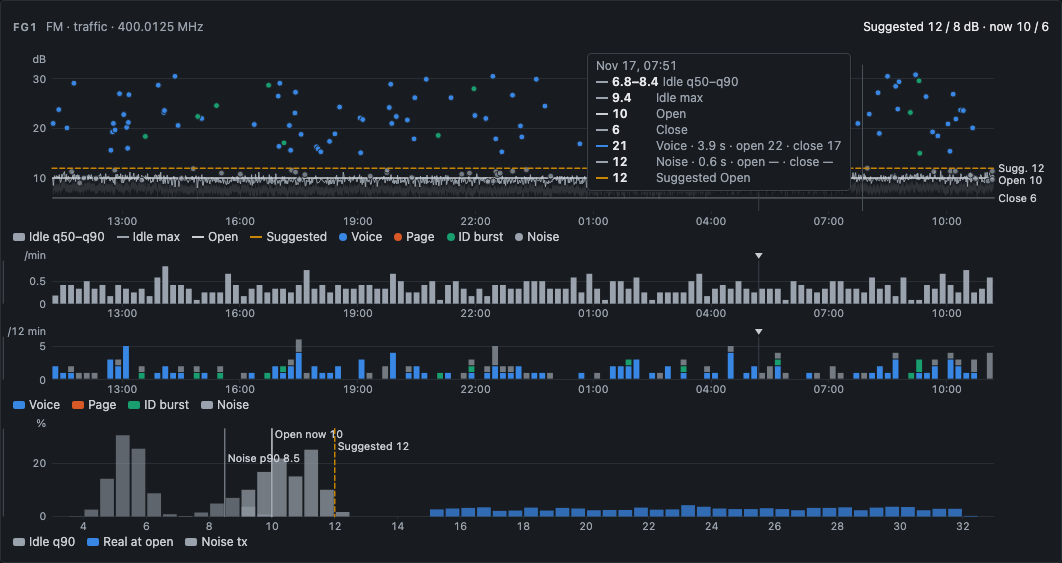 FG1 FM · traffic · 400.0125 MHz
Suggested 12 / 8 dB · now 10 / 6
dB
30
20
10
Nov 17, 07:51
6.8–8.4 Idle q50–q90
9.4 Idle max
10 Open
6 Close
21 Voice · 3.9 s · open 22 · close 17
12 Noise · 0.6 s · open — · close —
12 Suggested Open
Sugg. 12
Open 10
Close 6
13:00 16:00 19:00 22:00 01:00 04:00 07:00 10:00
Idle q50–q90 Idle max Open Suggested Voice Page ID burst Noise
/min
0.5
0
13:00 16:00 19:00 22:00 01:00 04:00 07:00 10:00
/12 min
5
0
13:00 16:00 19:00 22:00 01:00 04:00 07:00 10:00
Voice Page ID burst Noise
%
20
0
Open now 10
Suggested 12
Noise p90 8.5
4 6 8 10 12 14 16 18 20 22 24 26 28 30 32
Idle q90 Real at open Noise tx